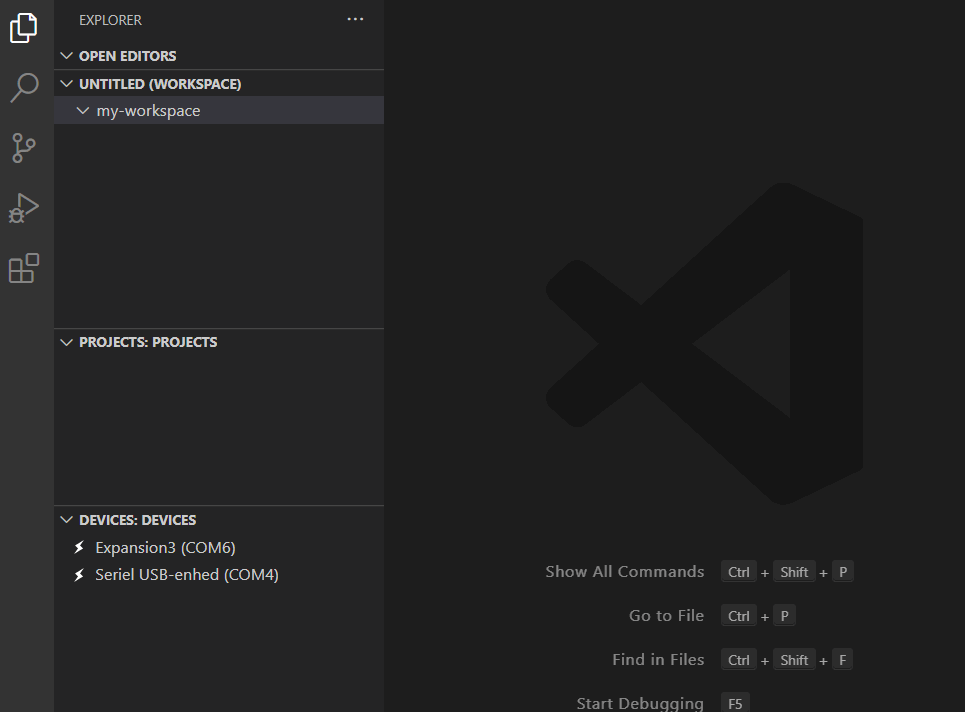 EXPLORER ···
OPEN EDITORS
UNTITLED (WORKSPACE)
my-workspace
PROJECTS: PROJECTS
DEVICES: DEVICES
Expansion3 (COM6)
Seriel USB-enhed (COM4)
Show All Commands Ctrl + Shift + P
Go to File Ctrl + P
Find in Files Ctrl + Shift + F
Start Debugging F5